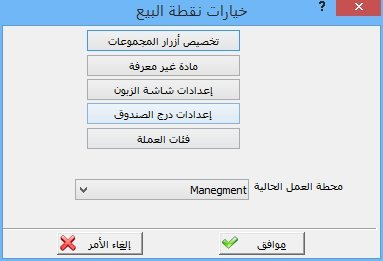 خيارات نقطة البيع
تخصيص أزرار المجموعات
مادة غير معرفة
إعدادات شاشة الزبون
إعدادات درج الصندوق
فئات العملة
محطة العمل الحالية Manegment
موافق إلغاء الأمر